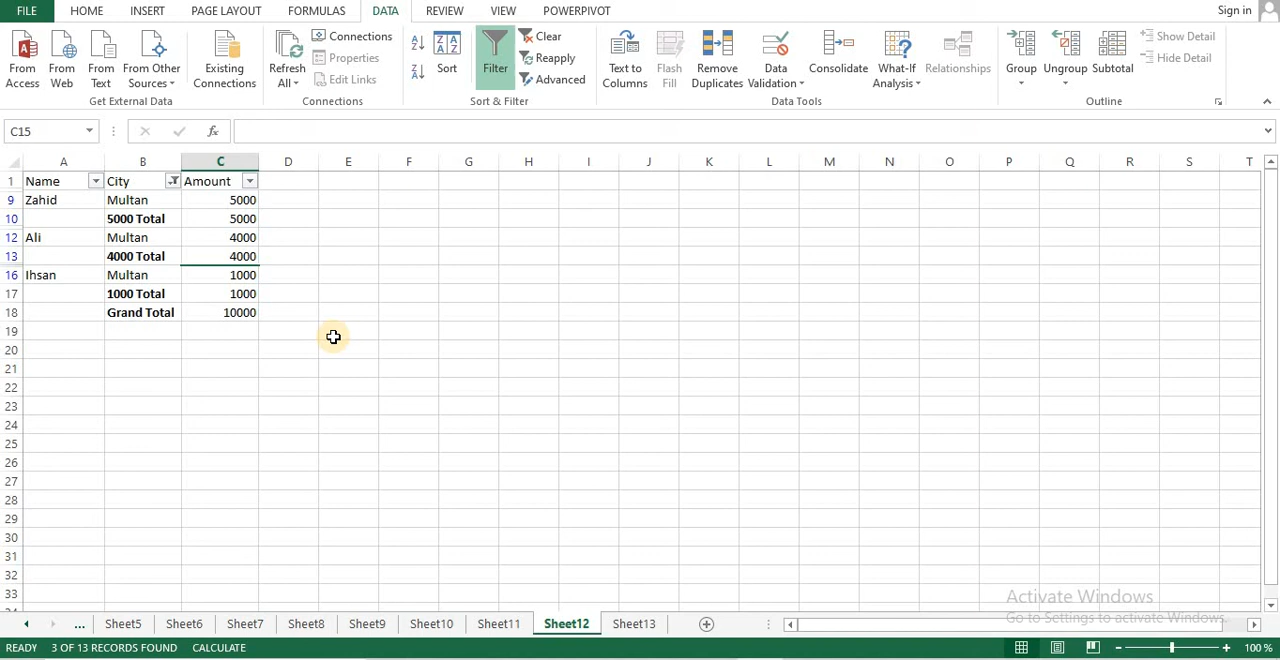 FILE HOME INSERT PAGE LAYOUT FORMULAS DATA REVIEW VIEW POWERPIVOT Sign in
From Access From Web From Text From Other Sources Existing Connections Refresh All Connections Properties Edit Links Sort Filter Clear Reapply Advanced Text to Columns Flash Fill Remove Duplicates Data Validation Consolidate What-If Analysis Relationships Group Ungroup Subtotal Show Detail Hide Detail
Get External Data Connections Sort & Filter Data Tools Outline
C15 fx
A B C D E F G H I J K L M N O P Q R S T
1 Name City Amount
9 Zahid Multan 5000
10 5000 Total 5000
12 Ali Multan 4000
13 4000 Total 4000
16 Ihsan Multan 1000
17 1000 Total 1000
18 Grand Total 10000
19
20
21
22
23
24
25
26
27
28
29
30
31
32
33
Activate Windows
Go to Settings to activate Windows.
... Sheet5 Sheet6 Sheet7 Sheet8 Sheet12 Sheet13
READY 3 OF 13 RECORDS FOUND CALCULATE 100 %